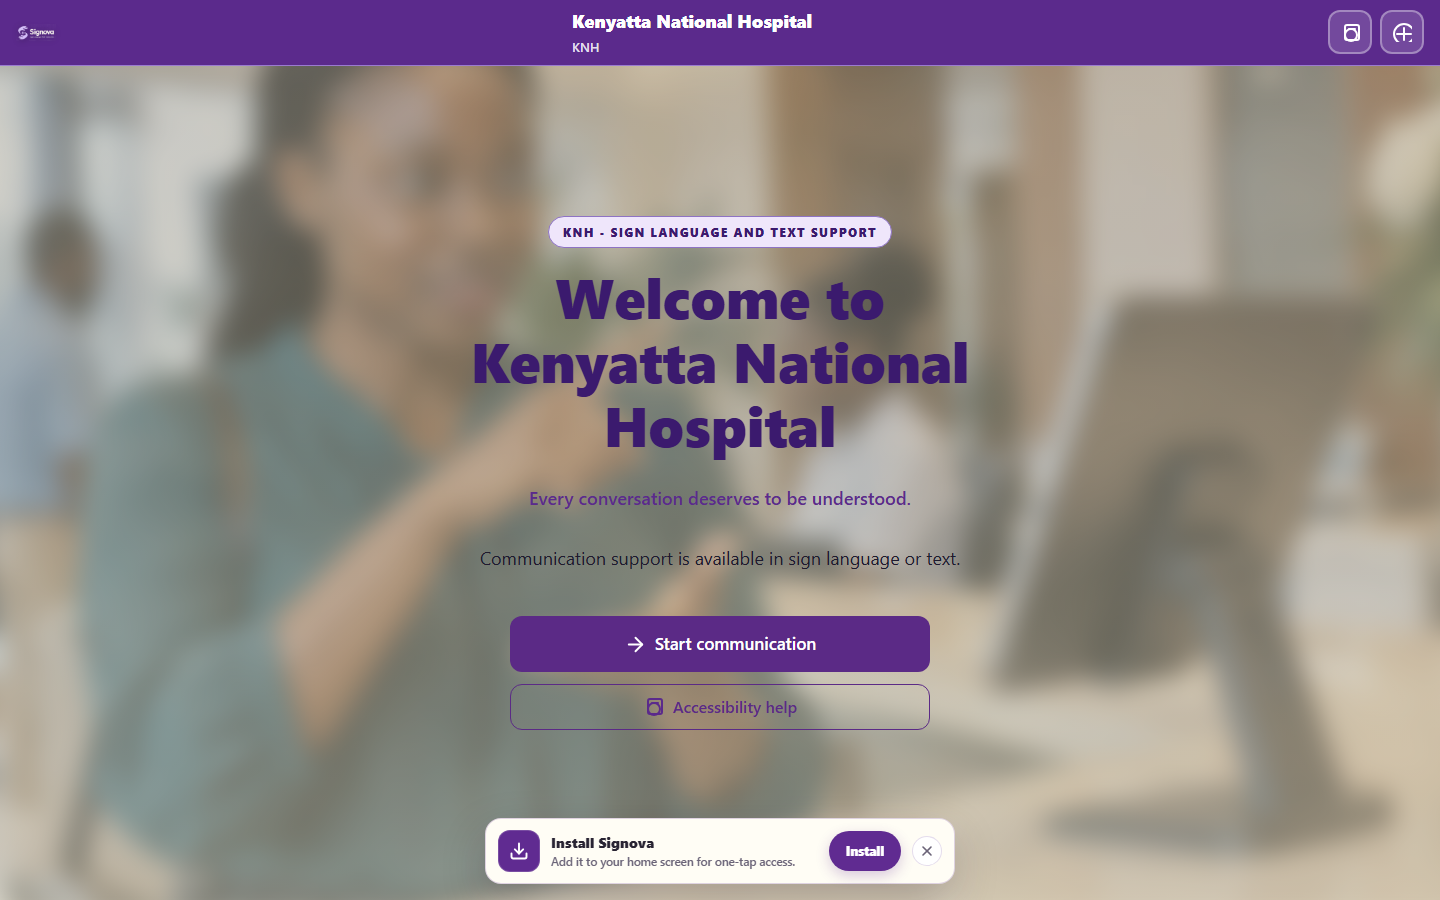 Signova
Kenyatta National Hospital
KNH
KNH - SIGN LANGUAGE AND TEXT SUPPORT
Welcome to
Kenyatta National
Hospital
Every conversation deserves to be understood.
Communication support is available in sign language or text.
Start communication
Accessibility help
Install Signova
Add it to your home screen for one-tap access.
Install